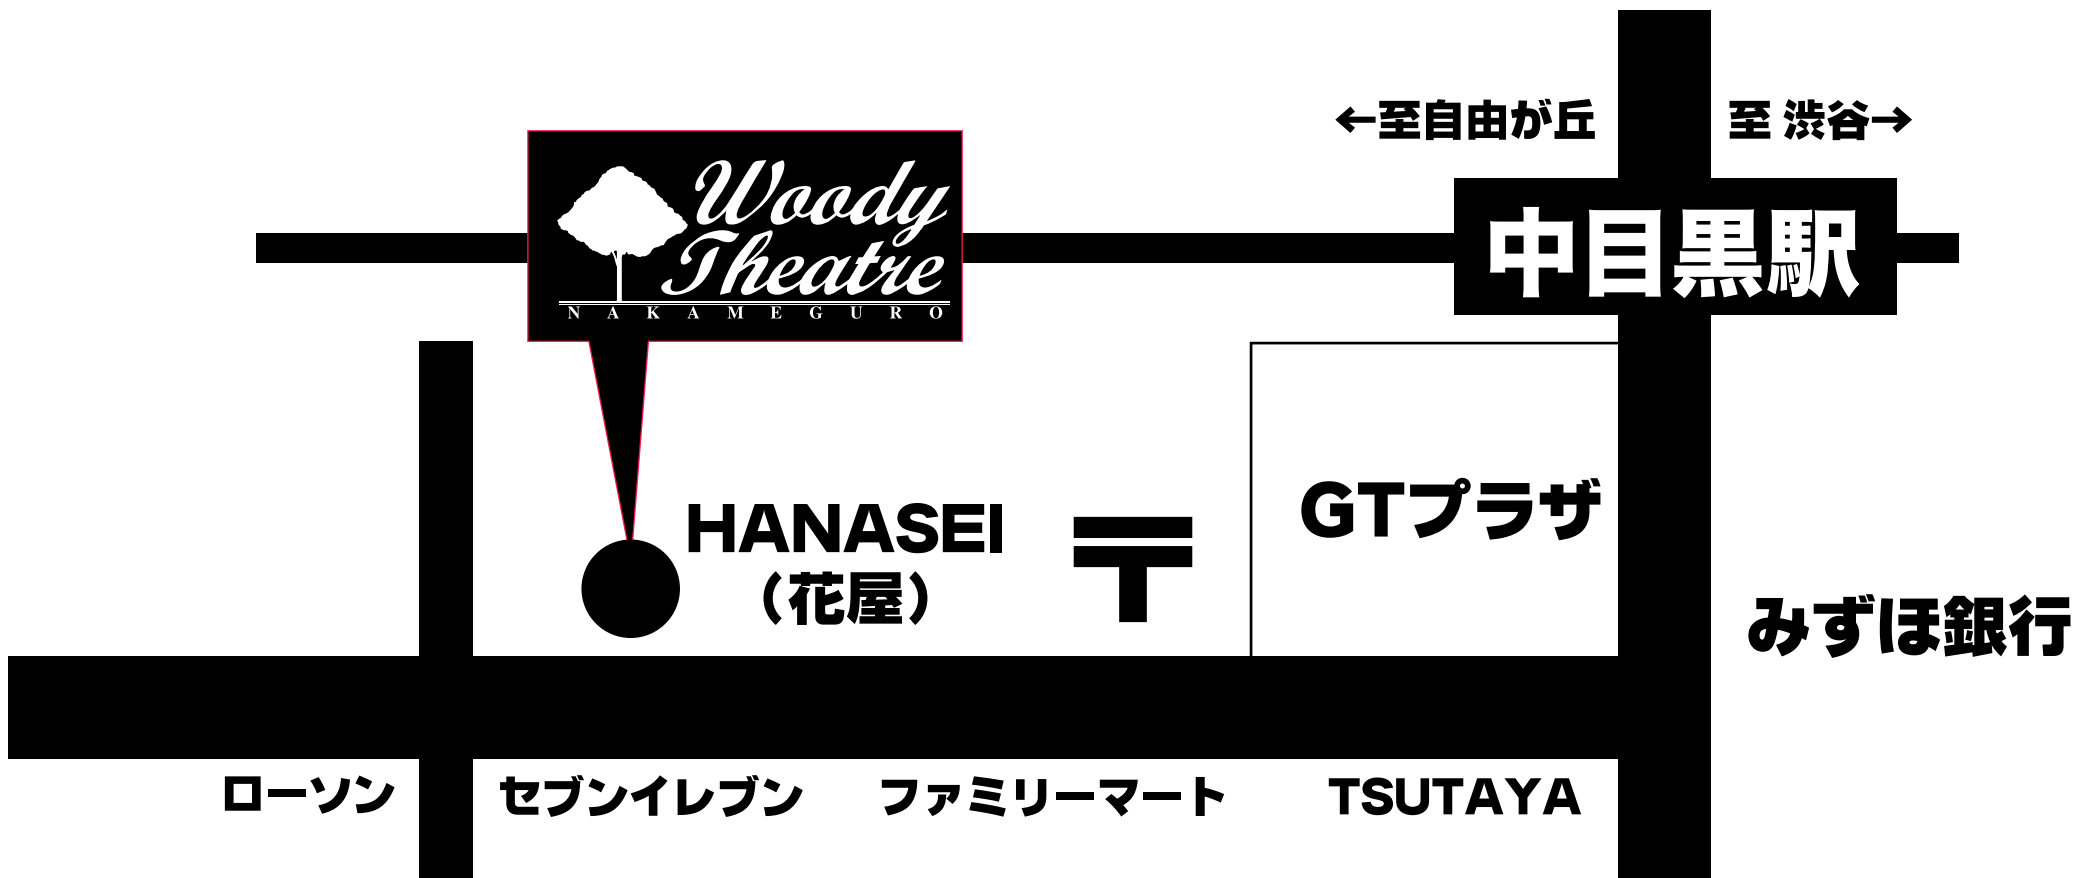 ←至自由が丘
至 渋谷→
中目黒駅
Woody
Theatre
NAKAMEGURO
HANASEI
（花屋）
〒
GTプラザ
みずほ銀行
ローソン
セブンイレブン
ファミリーマート
TSUTAYA